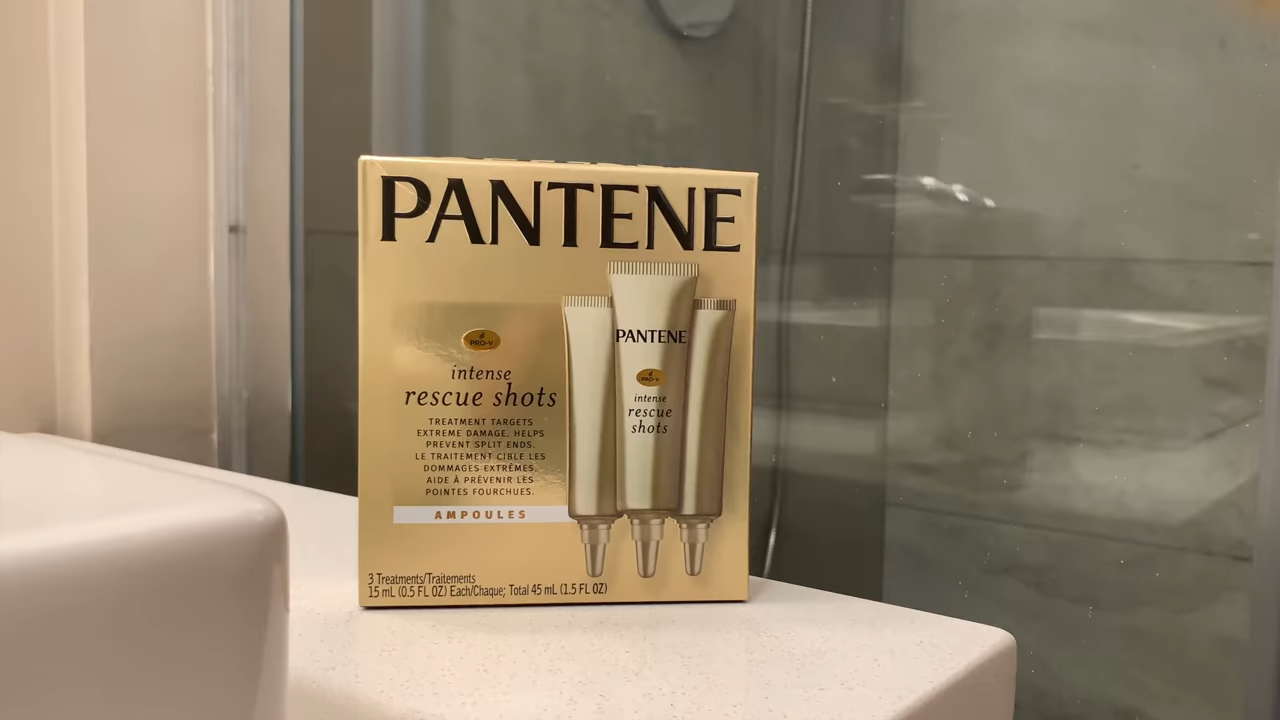 PANTENE
PRO-V
intense
rescue shots
TREATMENT TARGETS
EXTREME DAMAGE. HELPS
PREVENT SPLIT ENDS.
LE TRAITEMENT CIBLE LES
DOMMAGES EXTRÊMES.
AIDE À PRÉVENIR LES
POINTES FOURCHUES.
AMPOULES
PANTENE
PRO-V
intense
rescue
shots
3 Treatments/Traitements
15 mL (0.5 FL OZ) Each/Chaque; Total 45 mL (1.5 FL OZ)